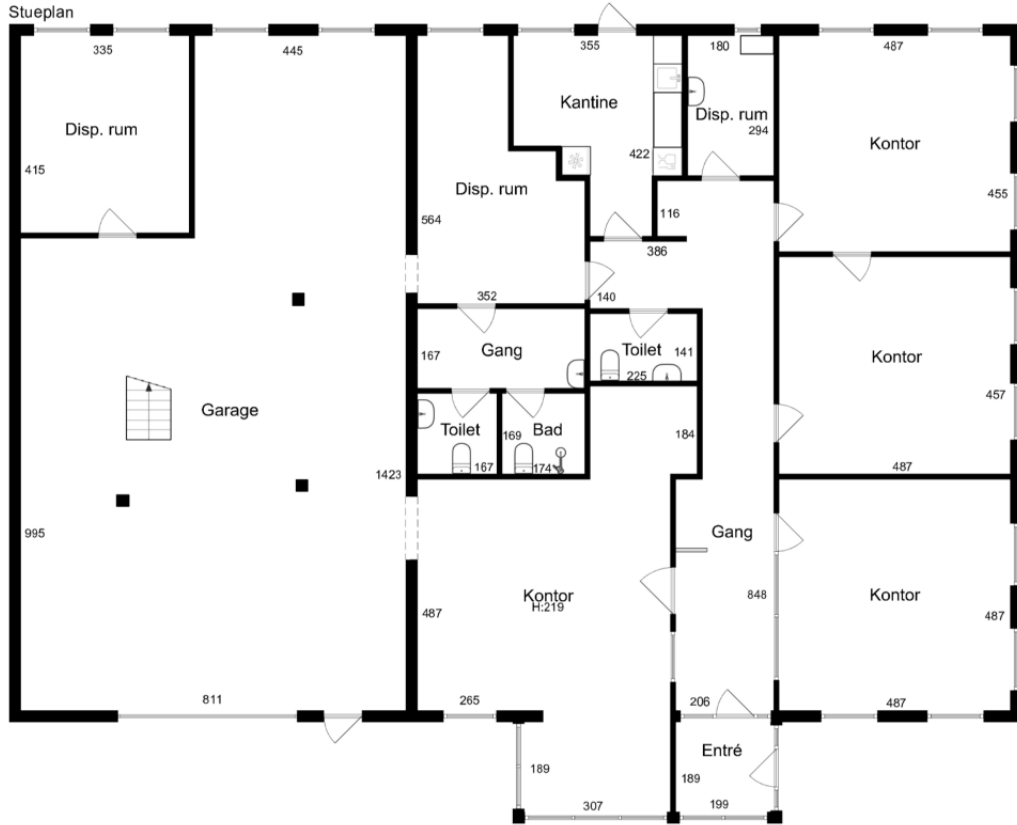 Stueplan
335
445
355
180
487
Disp. rum
415
Kantine
422
Disp. rum
294
Kontor
455
Disp. rum
564
352
116
386
140
Gang
167
Toilet
141
225
Kontor
457
487
Garage
1423
995
811
Toilet
167
Bad
169
174
184
Kontor
H:219
487
265
189
307
Gang
848
206
Kontor
487
487
Entré
189
199